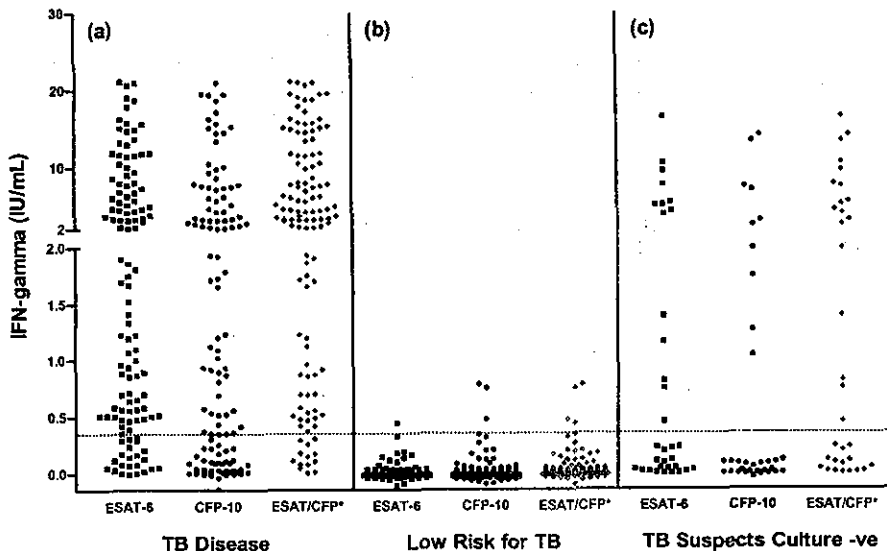 (a)
(b)
(c)
30
20
10
2
2.0
1.5
1.0
0.5
0.0
IFN-gamma (IU/mL)
ESAT-6 CFP-10 ESAT/CFP* ESAT-6 CFP-10 ESAT/CFP* ESAT-6 CFP-10 ESAT/CFP*
TB Disease Low Risk for TB TB Suspects Culture -ve